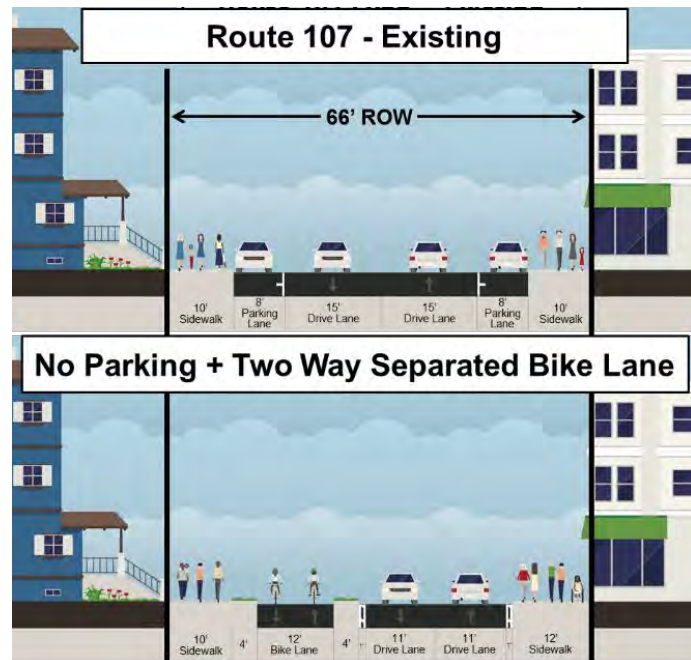 Route 107 - Existing
66' ROW
10' Sidewalk
8' Parking Lane
15' Drive Lane
15' Drive Lane
8' Parking Lane
10' Sidewalk
No Parking + Two Way Separated Bike Lane
10' Sidewalk
4'
12' Bike Lane
4'
11' Drive Lane
11' Drive Lane
12' Sidewalk